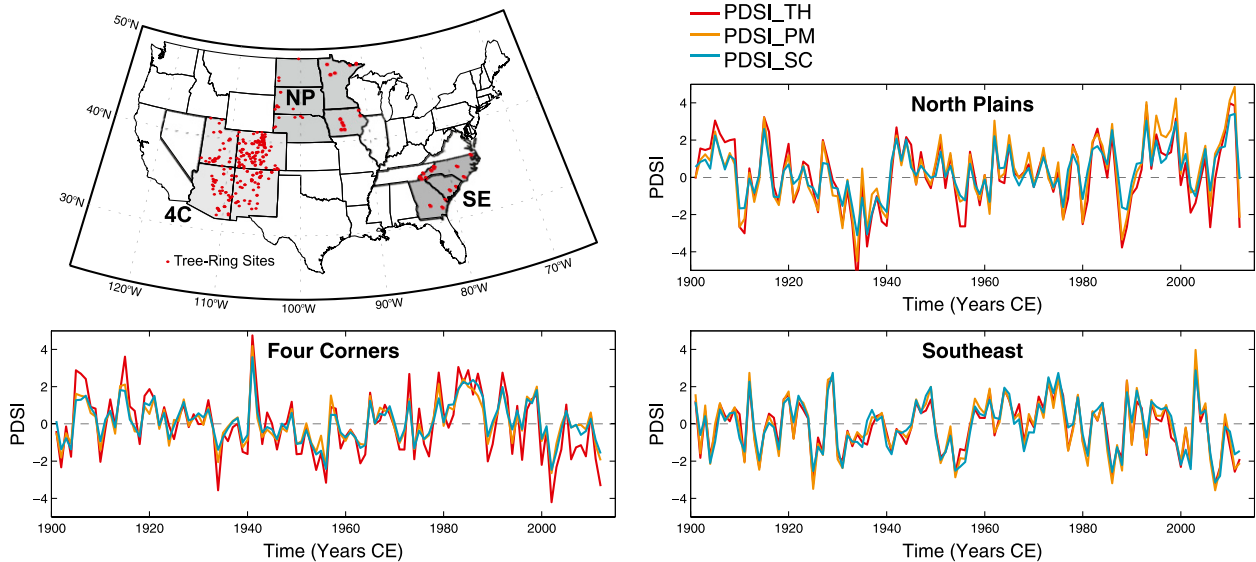 50°N
40°N
30°N
120°W
110°W
100°W
90°W
80°W
70°W
NP
4C
SE
Tree-Ring Sites
PDSI_TH
PDSI_PM
PDSI_SC
North Plains
PDSI
4
2
0
−2
−4
1900 1920 1940 1960 1980 2000
Time (Years CE)
Four Corners
PDSI
4
2
0
−2
−4
1900 1920 1940 1960 1980 2000
Time (Years CE)
Southeast
PDSI
4
2
0
−2
−4
1900 1920 1940 1960 1980 2000
Time (Years CE)